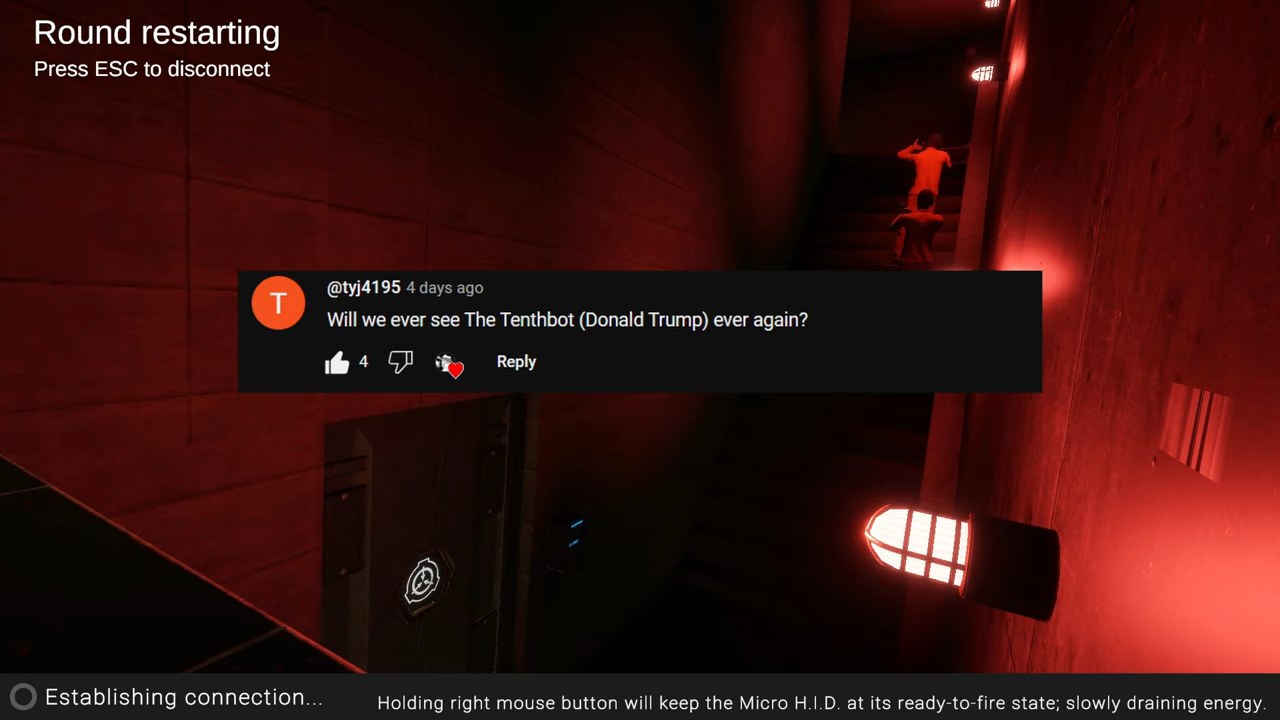 Round restarting
Press ESC to disconnect
T
@tyj4195 4 days ago
Will we ever see The Tenthbot (Donald Trump) ever again?
4
Reply
Establishing connection...
Holding right mouse button will keep the Micro H.I.D. at its ready-to-fire state; slowly draining energy.